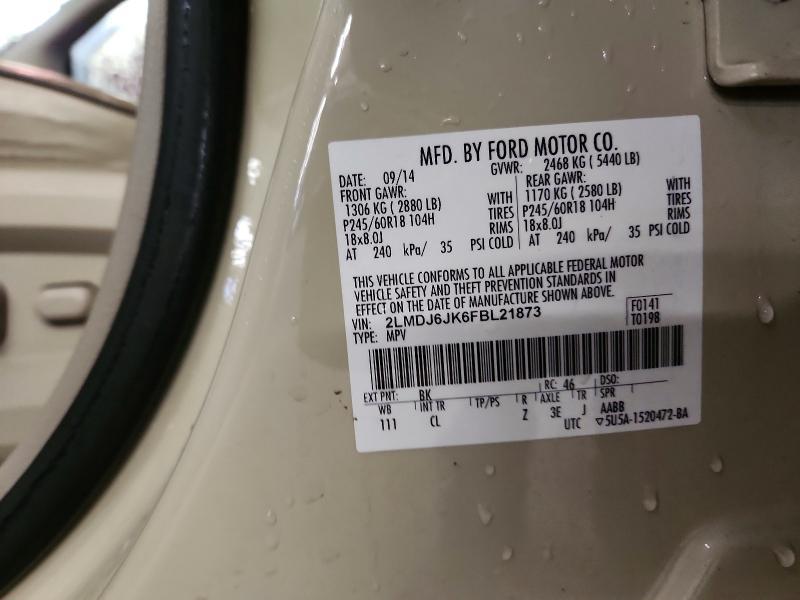 MFD. BY FORD MOTOR CO.
DATE: 09/14 GVWR: 2468 KG ( 5440 LB)
FRONT GAWR: REAR GAWR:
1306 KG ( 2880 LB) WITH 1170 KG ( 2580 LB) WITH
P245/60R18 104H TIRES P245/60R18 104H TIRES
18x8.0J RIMS 18x8.0J RIMS
AT 240 kPa/ 35 PSI COLD AT 240 kPa/ 35 PSI COLD
THIS VEHICLE CONFORMS TO ALL APPLICABLE FEDERAL MOTOR
VEHICLE SAFETY AND THEFT PREVENTION STANDARDS IN
EFFECT ON THE DATE OF MANUFACTURE SHOWN ABOVE.
VIN: 2LMDJ6JK6FBL21873 F0141
TYPE: MPV T0198
EXT PNT: BK RC: 46 DSO:
WB INT TR TP/PS R AXLE TR SPR
111 CL Z 3E J AABB
UTC ▽5U5A-1520472-BA